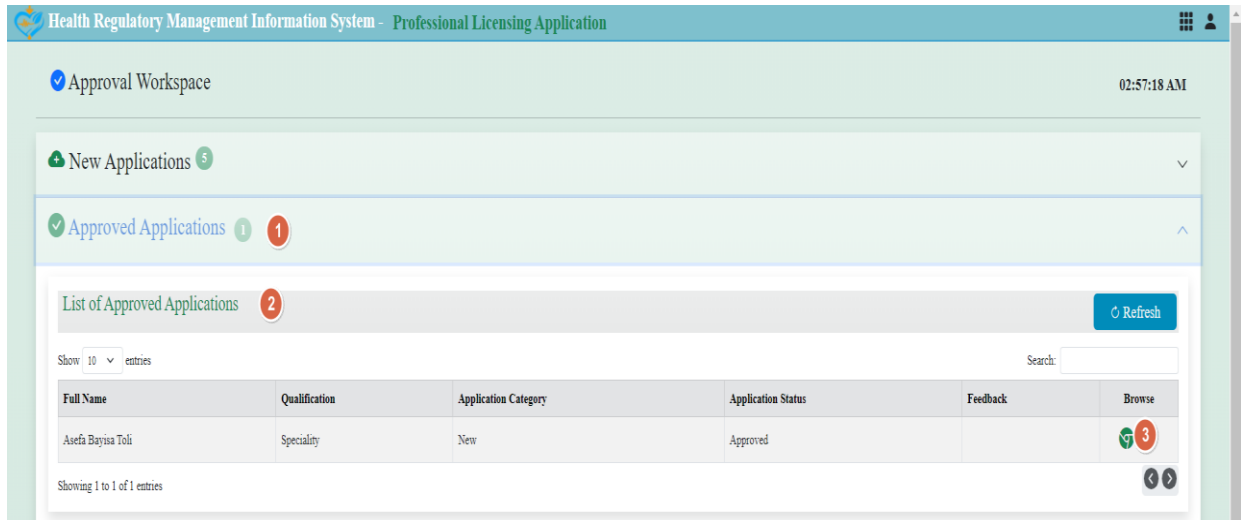 Health Regulatory Management Information System - Professional Licensing Application
Approval Workspace 02:57:18 AM
New Applications 5
Approved Applications 1 1
List of Approved Applications 2 Refresh
Show 10 entries Search:
Full Name Qualification Application Category Application Status Feedback Browse
Asefa Bayisa Toli Speciality New Approved 3
Showing 1 to 1 of 1 entries